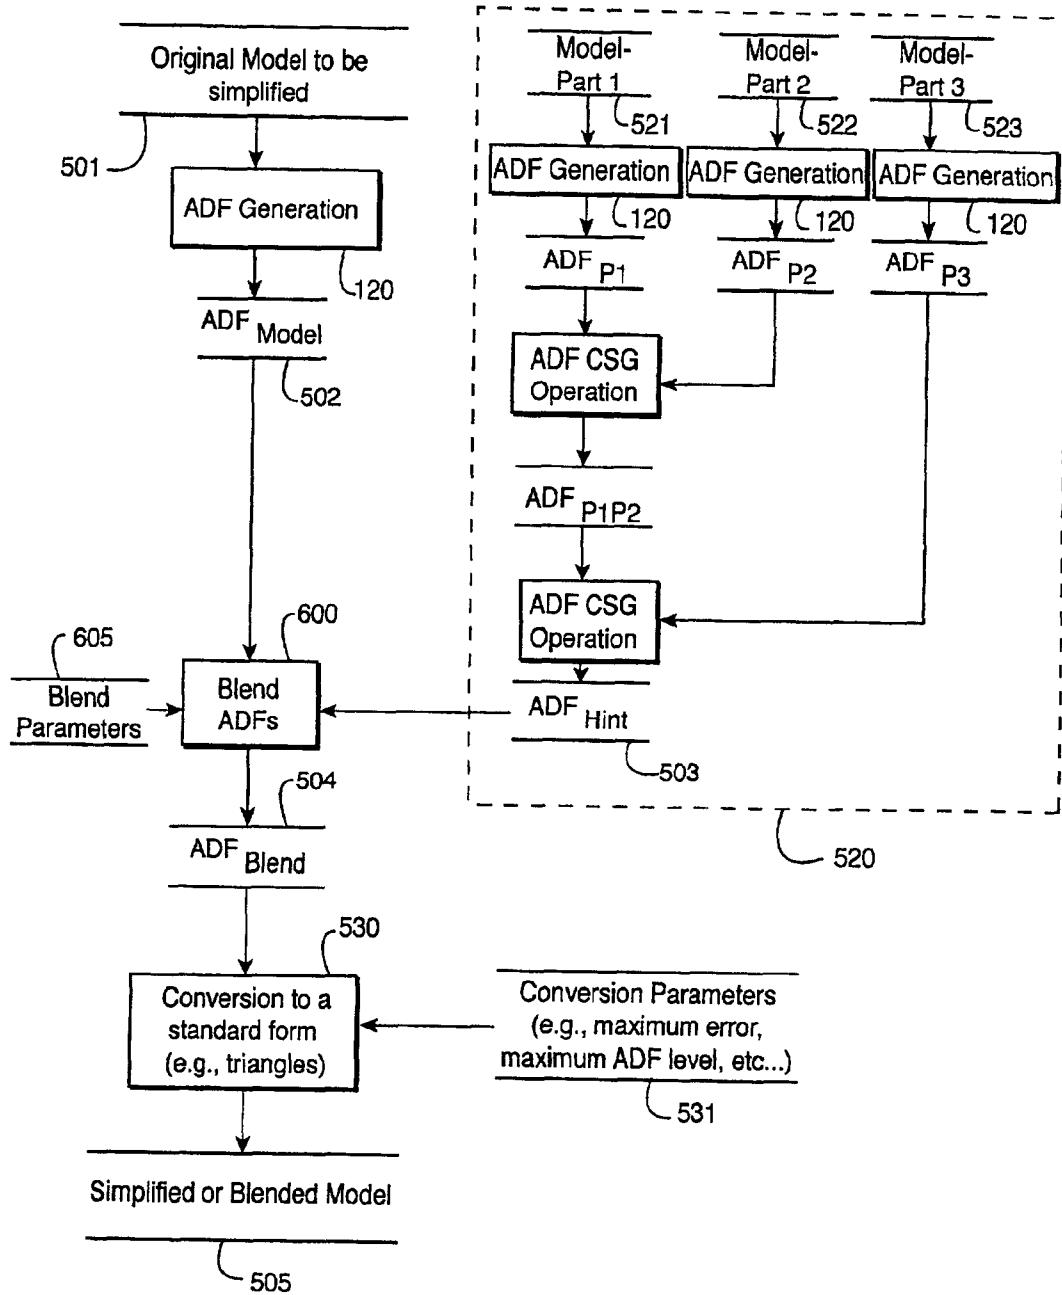 Original Model to be
simplified
501
ADF Generation
120
ADF Model
502
Model-
Part 1
521
Model-
Part 2
522
Model-
Part 3
523
ADF Generation
120
ADF Generation
120
ADF Generation
120
ADF P1
ADF P2
ADF P3
ADF CSG
Operation
ADF P1P2
ADF CSG
Operation
ADF Hint
503
520
605
Blend
Parameters
600
Blend
ADFs
504
ADF Blend
530
Conversion to a
standard form
(e.g., triangles)
Conversion Parameters
(e.g., maximum error,
maximum ADF level, etc...)
531
Simplified or Blended Model
505